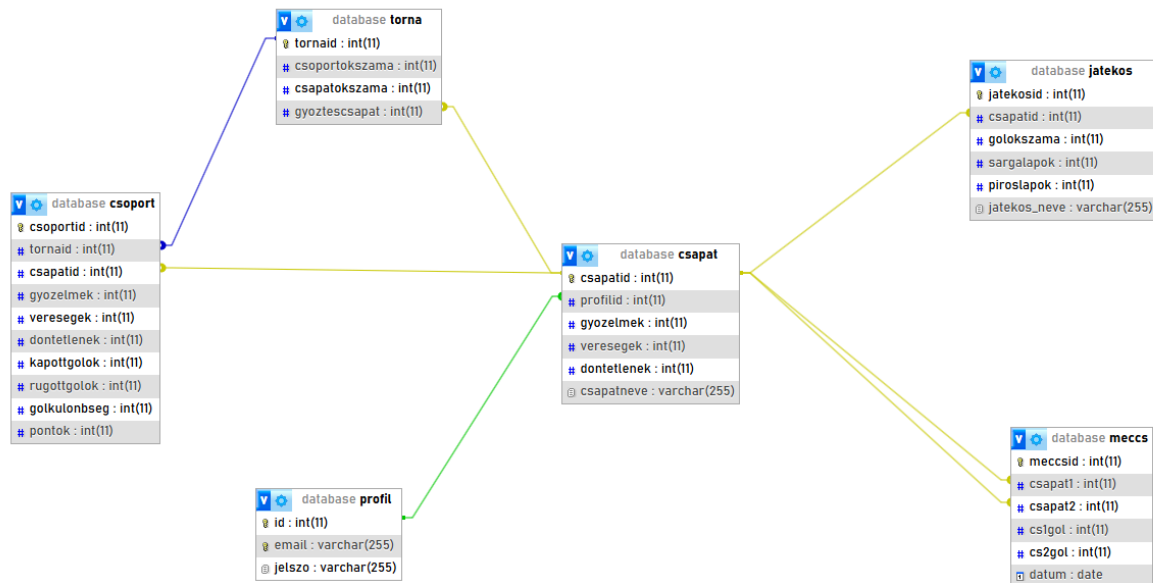 database torna
tornaid : int(11)
csoportokszama : int(11)
csapatokszama : int(11)
gyoztescsapat : int(11)
database jatekos
jatekosid : int(11)
csapatid : int(11)
golokszama : int(11)
sargalapok : int(11)
piroslapok : int(11)
jatekos_neve : varchar(255)
database csoport
csoportid : int(11)
tornaid : int(11)
csapatid : int(11)
gyozelmek : int(11)
veresegek : int(11)
dontetlenek : int(11)
kapottgolok : int(11)
rugottgolok : int(11)
golkulonbseg : int(11)
pontok : int(11)
database csapat
csapatid : int(11)
profilid : int(11)
gyozelmek : int(11)
veresegek : int(11)
dontetlenek : int(11)
csapatneve : varchar(255)
database meccs
meccsid : int(11)
csapat1 : int(11)
csapat2 : int(11)
cs1gol : int(11)
cs2gol : int(11)
datum : date
database profil
id : int(11)
email : varchar(255)
jelszo : varchar(255)